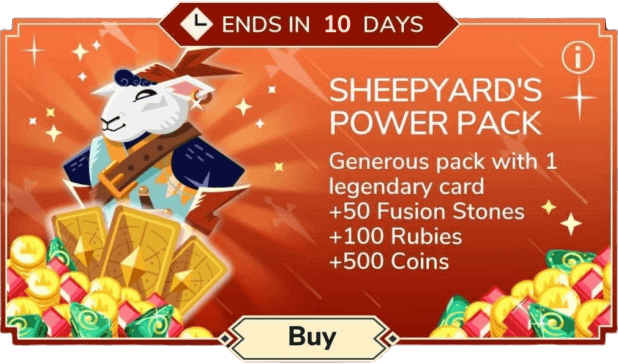 ENDS IN 10 DAYS
SHEEPYARD'S
POWER PACK
Generous pack with 1
legendary card
+50 Fusion Stones
+100 Rubies
+500 Coins
Buy